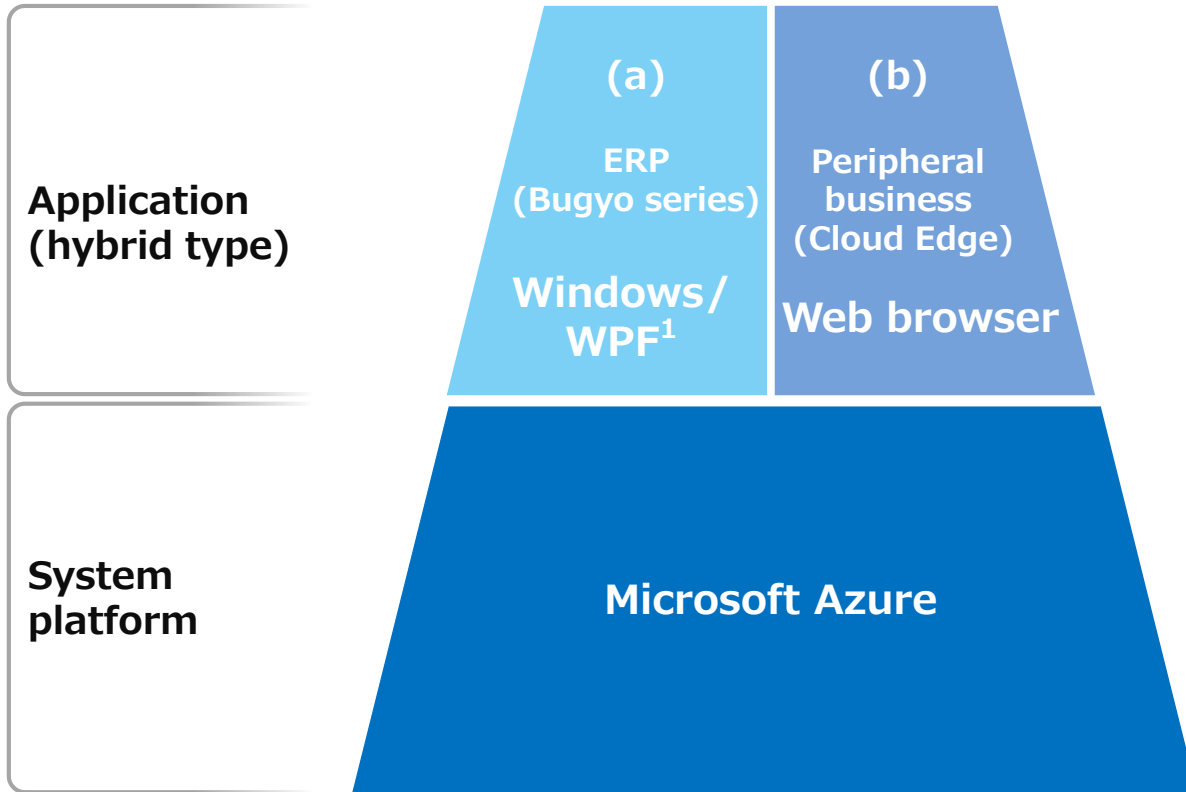 Application
(hybrid type)
(a)
ERP
(Bugyo series)
Windows/
WPF¹
(b)
Peripheral
business
(Cloud Edge)
Web browser
System
platform
Microsoft Azure